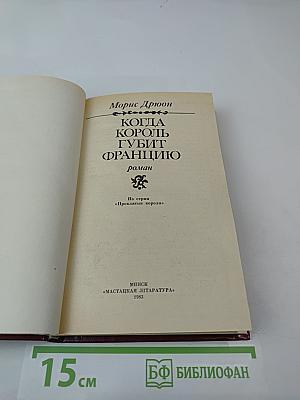 Морис Дрюон
КОГДА
КОРОЛЬ
ГУБИТ
ФРАНЦИЮ
роман
Из серии
«Проклятые короли»
МИНСК
«МАСТАЦКАЯ ЛІТАРАТУРА»
1983
15 см
БФ БИБЛИОФАН